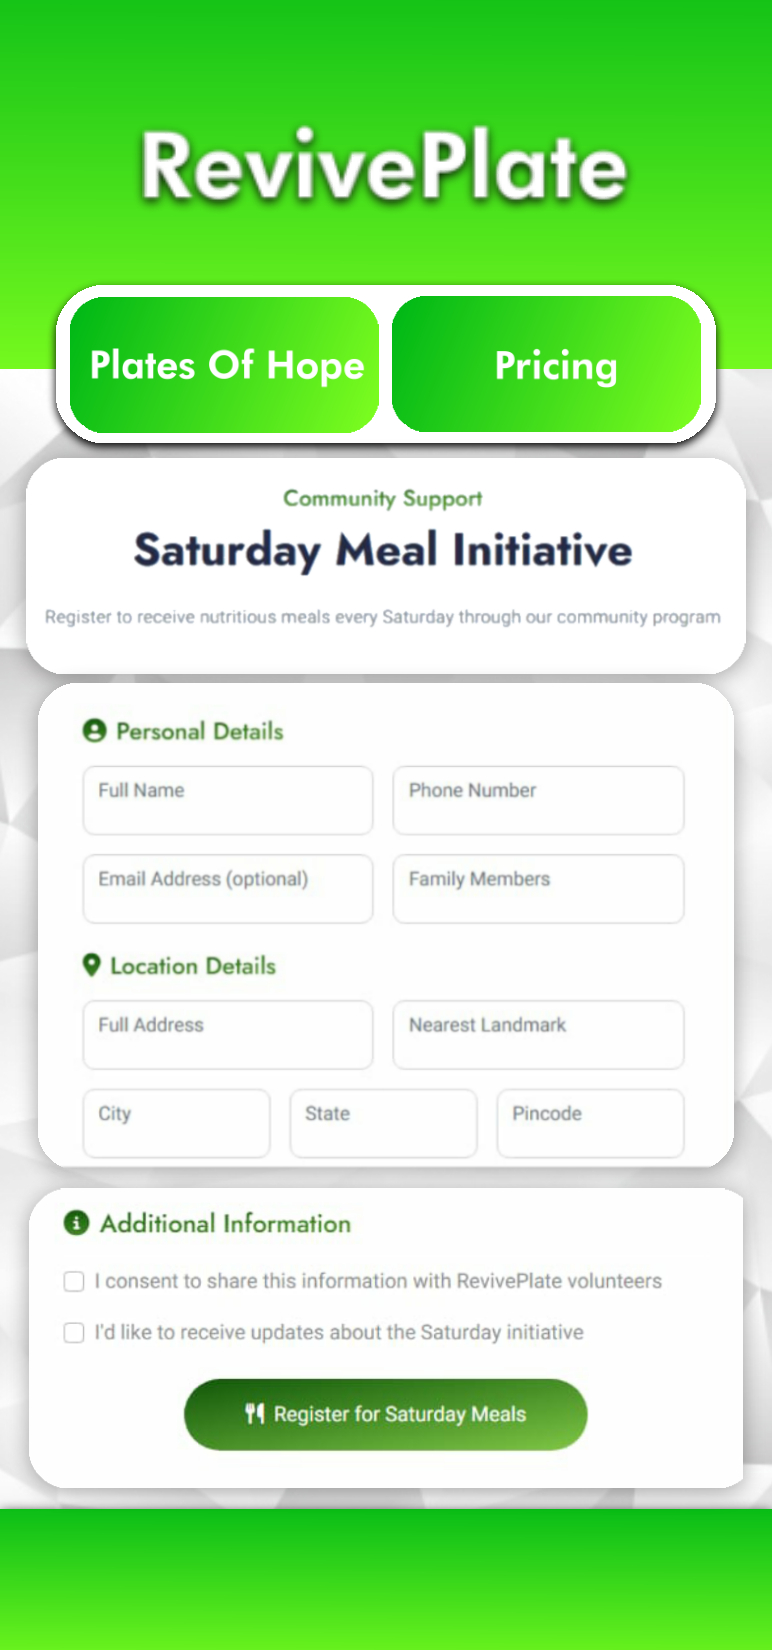 RevivePlate
Plates Of Hope
Pricing
Community Support
Saturday Meal Initiative
Register to receive nutritious meals every Saturday through our community program
Personal Details
Full Name
Phone Number
Email Address (optional)
Family Members
Location Details
Full Address
Nearest Landmark
City
State
Pincode
Additional Information
I consent to share this information with RevivePlate volunteers
I'd like to receive updates about the Saturday initiative
Register for Saturday Meals